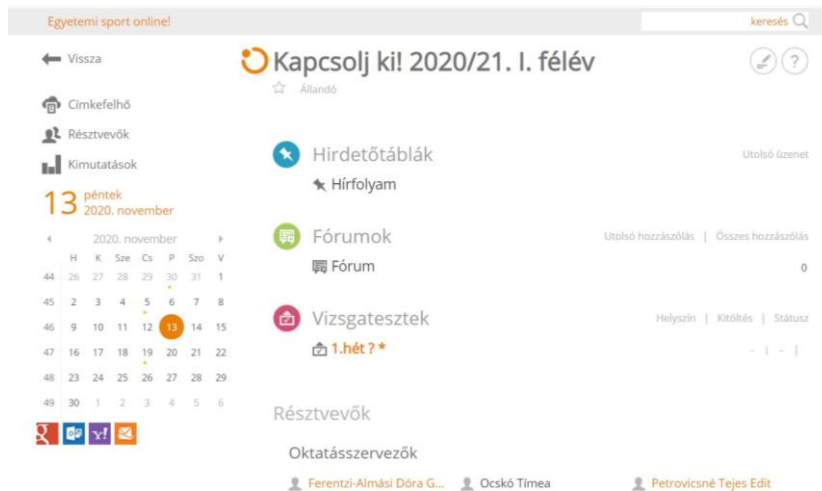 Egyetemi sport online!
keresés
Vissza
Kapcsolj ki! 2020/21. I. félév
?
Állandó
Címkefelhő
Résztvevők
Kimutatások
13 péntek
2020. november
2020. november
H K Sze Cs P Szo V
44 26 27 28 29 30 31 1
45 2 3 4 5 6 7 8
46 9 10 11 12 13 14 15
47 16 17 18 19 20 21 22
48 23 24 25 26 27 28 29
49 30 1 2 3 4 5 6
Hirdetőtáblák Utolsó üzenet
Hírfolyam
Fórumok Utolsó hozzászólás | Összes hozzászólás
Fórum 0
Vizsgatesztek Helyszín | Kitöltés | Státusz
1.hét ? * - | - |
Résztvevők
Oktatásszervezők
Ferentzi-Almási Dóra G... Ocskó Tímea Petrovicsné Tejes Edit